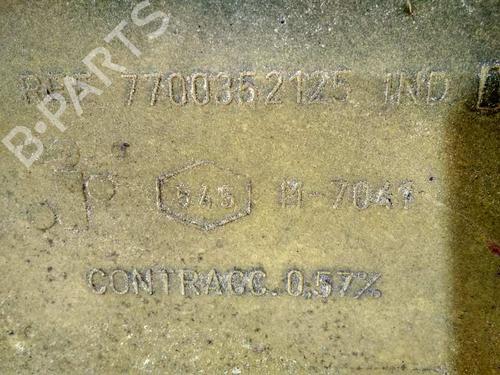 B-PARTS
REF 7700352125 IND
545 M-7041
CONTRACC. 0,57%